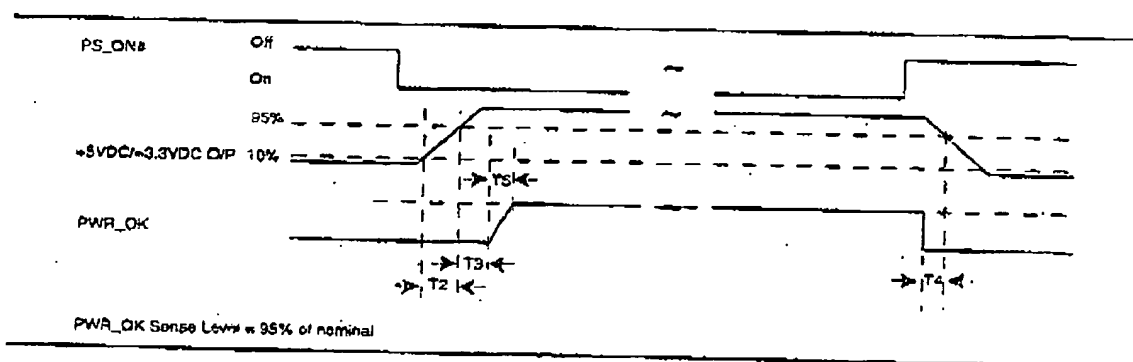 PS_ON#
Off
On
95%
+5VDC/+3.3VDC O/P 10%
T5
PWR_OK
T3
T2
T4
PWR_OK Sense Level = 95% of nominal